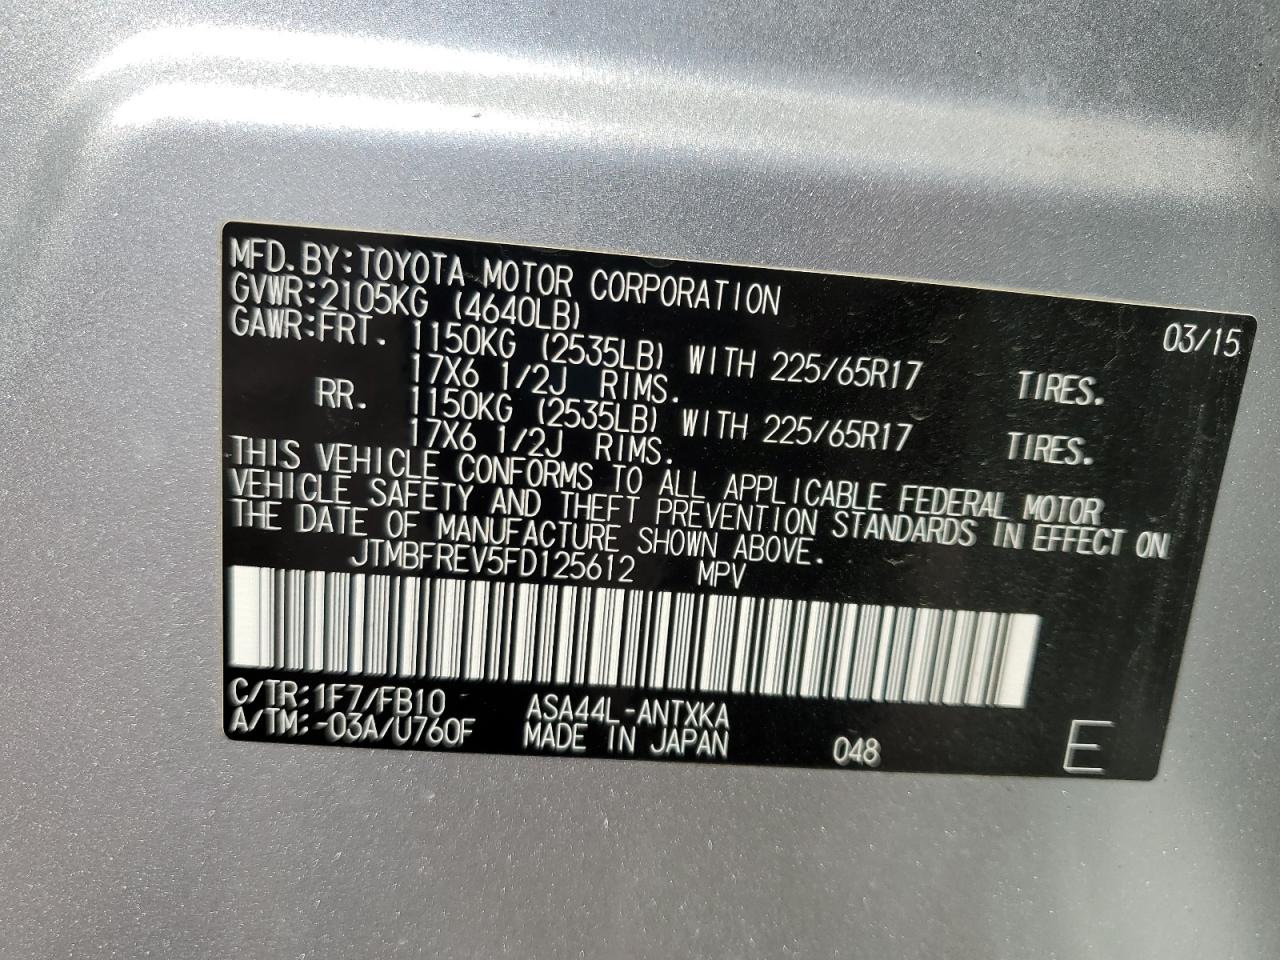 MFD. BY: TOYOTA MOTOR CORPORATION 03/15
GVWR: 2105KG (4640LB)
GAWR: FRT. 1150KG (2535LB) WITH 225/65R17 TIRES.
17X6 1/2J RIMS.
RR. 1150KG (2535LB) WITH 225/65R17 TIRES.
17X6 1/2J RIMS.
THIS VEHICLE CONFORMS TO ALL APPLICABLE FEDERAL MOTOR
VEHICLE SAFETY AND THEFT PREVENTION STANDARDS IN EFFECT ON
THE DATE OF MANUFACTURE SHOWN ABOVE.
JTMBFREV5FD125612 MPV
C/TR: 1F7/FB10 ASA44L-ANTXKA
A/TM: -03A/U760F MADE IN JAPAN 048 E